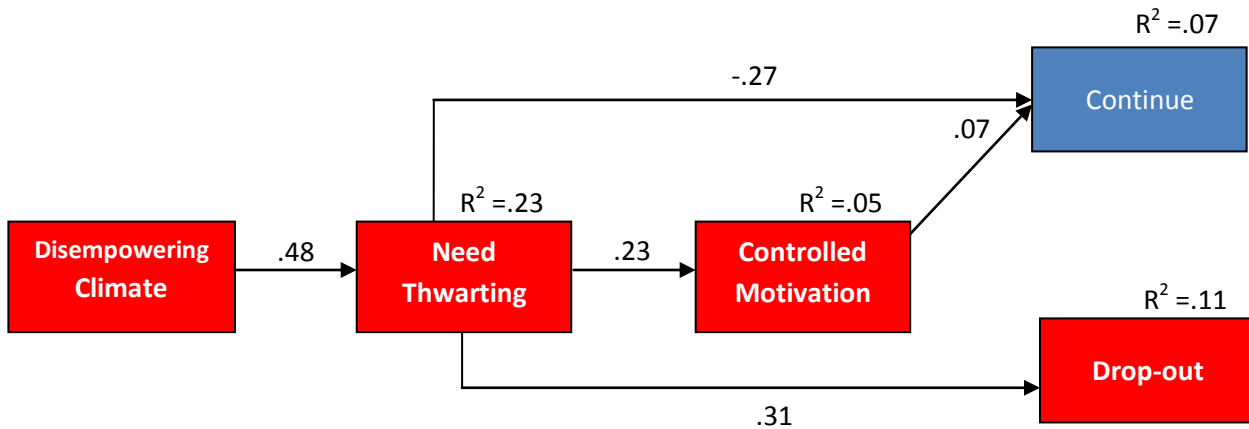 R² =.07
-.27
Continue
.07
R² =.23
R² =.05
Disempowering
Climate
.48
Need
Thwarting
.23
Controlled
Motivation
R² =.11
Drop-out
.31